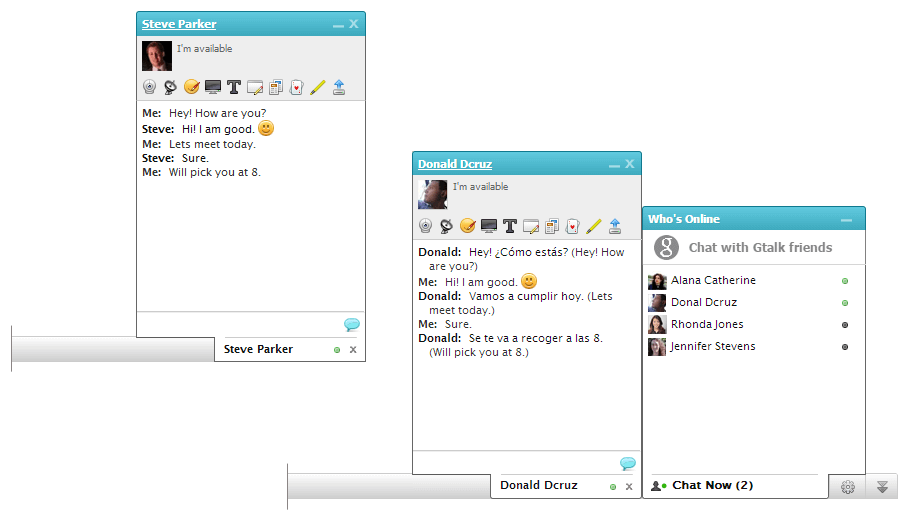 Steve Parker
I'm available
Me: Hey! How are you?
Steve: Hi! I am good.
Me: Lets meet today.
Steve: Sure.
Me: Will pick you at 8.
Steve Parker
Donald Dcruz
I'm available
Donald: Hey! ¿Cómo estás? (Hey! How
are you?)
Me: Hi! I am good.
Donald: Vamos a cumplir hoy. (Lets
meet today.)
Me: Sure.
Donald: Se te va a recoger a las 8.
(Will pick you at 8.)
Donald Dcruz
Who's Online
g Chat with Gtalk friends
Alana Catherine
Donal Dcruz
Rhonda Jones
Jennifer Stevens
Chat Now (2)